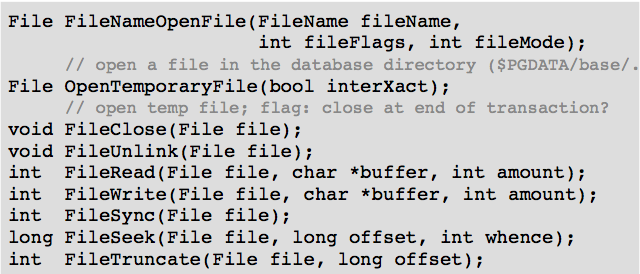 File FileNameOpenFile(FileName fileName,
                      int fileFlags, int fileMode);
     // open a file in the database directory ($PGDATA/base/.
File OpenTemporaryFile(bool interXact);
     // open temp file; flag: close at end of transaction?
void FileClose(File file);
void FileUnlink(File file);
int  FileRead(File file, char *buffer, int amount);
int  FileWrite(File file, char *buffer, int amount);
int  FileSync(File file);
long FileSeek(File file, long offset, int whence);
int  FileTruncate(File file, long offset);